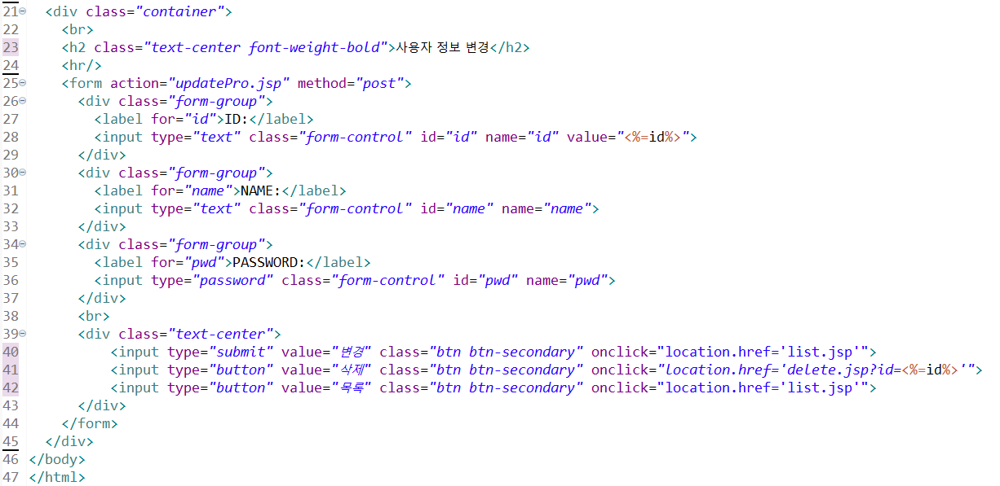 21 <div class="container">
22 <br>
23 <h2 class="text-center font-weight-bold">사용자 정보 변경</h2>
24 <hr/>
25 <form action="updatePro.jsp" method="post">
26 <div class="form-group">
27 <label for="id">ID:</label>
28 <input type="text" class="form-control" id="id" name="id" value="<%=id%>">
29 </div>
30 <div class="form-group">
31 <label for="name">NAME:</label>
32 <input type="text" class="form-control" id="name" name="name">
33 </div>
34 <div class="form-group">
35 <label for="pwd">PASSWORD:</label>
36 <input type="password" class="form-control" id="pwd" name="pwd">
37 </div>
38 <br>
39 <div class="text-center">
40 <input type="submit" value="변경" class="btn btn-secondary" onclick="location.href='list.jsp'">
41 <input type="button" value="삭제" class="btn btn-secondary" onclick="location.href='delete.jsp?id=<%=id%>'">
42 <input type="button" value="목록" class="btn btn-secondary" onclick="location.href='list.jsp'">
43 </div>
44 </form>
45 </div>
46 </body>
47 </html>